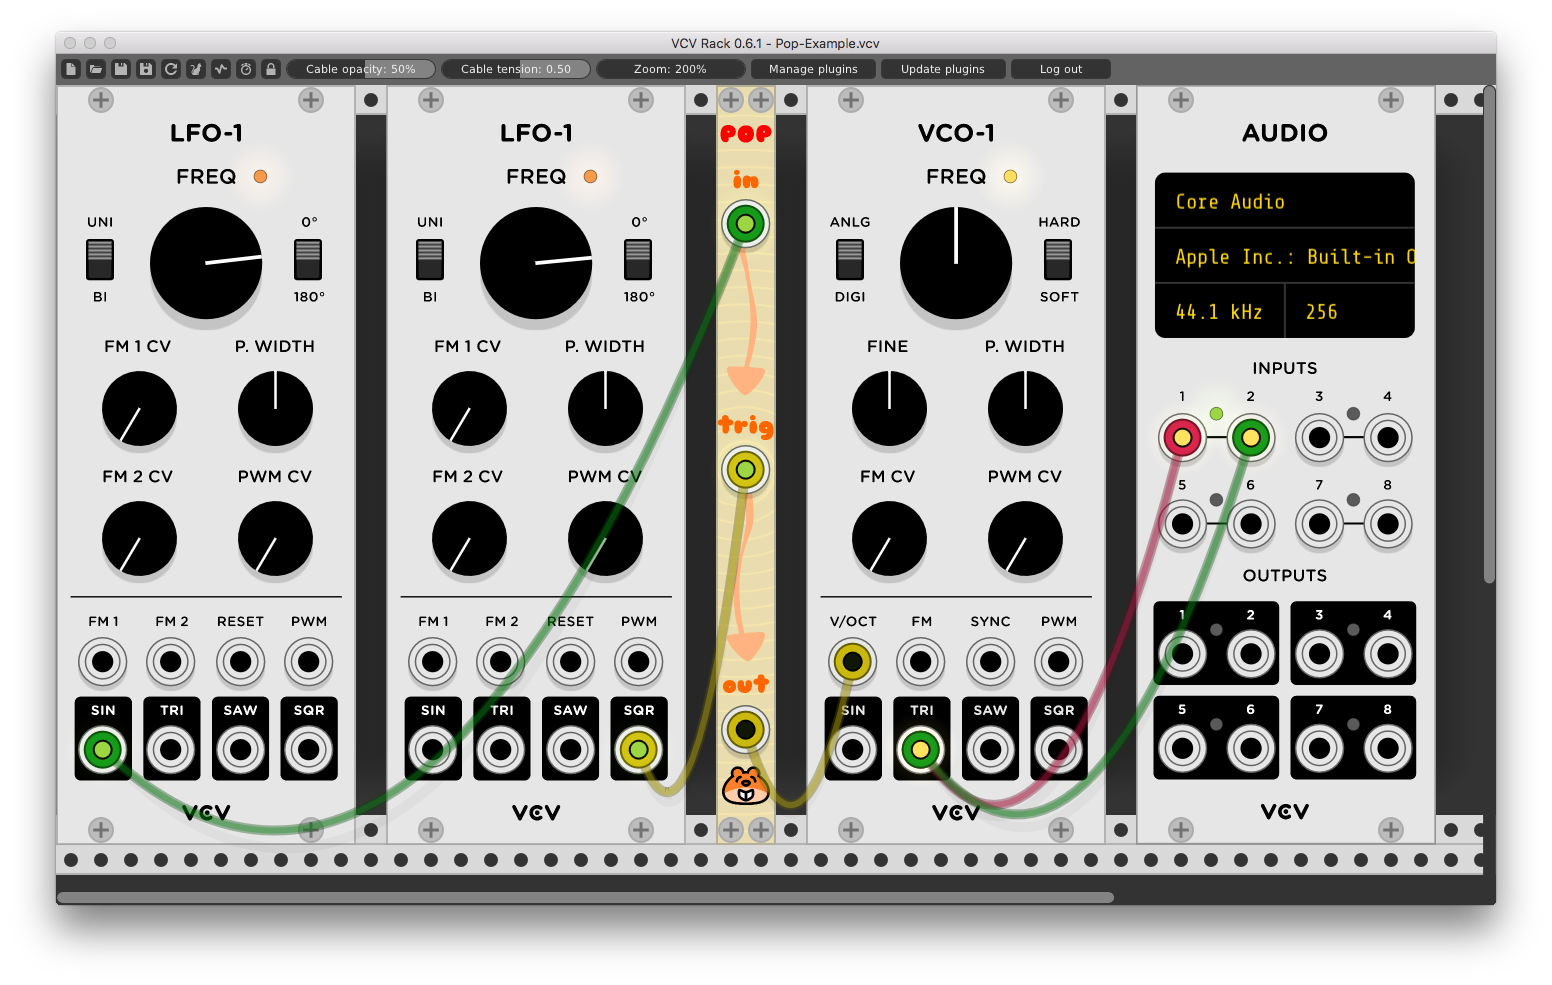 VCV Rack 0.6.1 - Pop-Example.vcv
Cable opacity: 50% Cable tension: 0.50 Zoom: 200% Manage plugins Update plugins Log out
LFO-1
FREQ
UNI 0°
BI 180°
FM 1 CV P. WIDTH
FM 2 CV PWM CV
FM 1 FM 2 RESET PWM
SIN TRI SAW SQR
VCV
LFO-1
FREQ
UNI 0°
BI 180°
FM 1 CV P. WIDTH
FM 2 CV PWM CV
FM 1 FM 2 RESET PWM
SIN TRI SAW SQR
VCV
POP
in
trig
out
VCO-1
FREQ
ANLG HARD
DIGI SOFT
FINE P. WIDTH
FM CV PWM CV
V/OCT FM SYNC PWM
SIN TRI SAW SQR
VCV
AUDIO
Core Audio
Apple Inc.: Built-in O
44.1 kHz 256
INPUTS
1 2 3 4
5 6 7 8
OUTPUTS
1 2 3 4
5 6 7 8
VCV